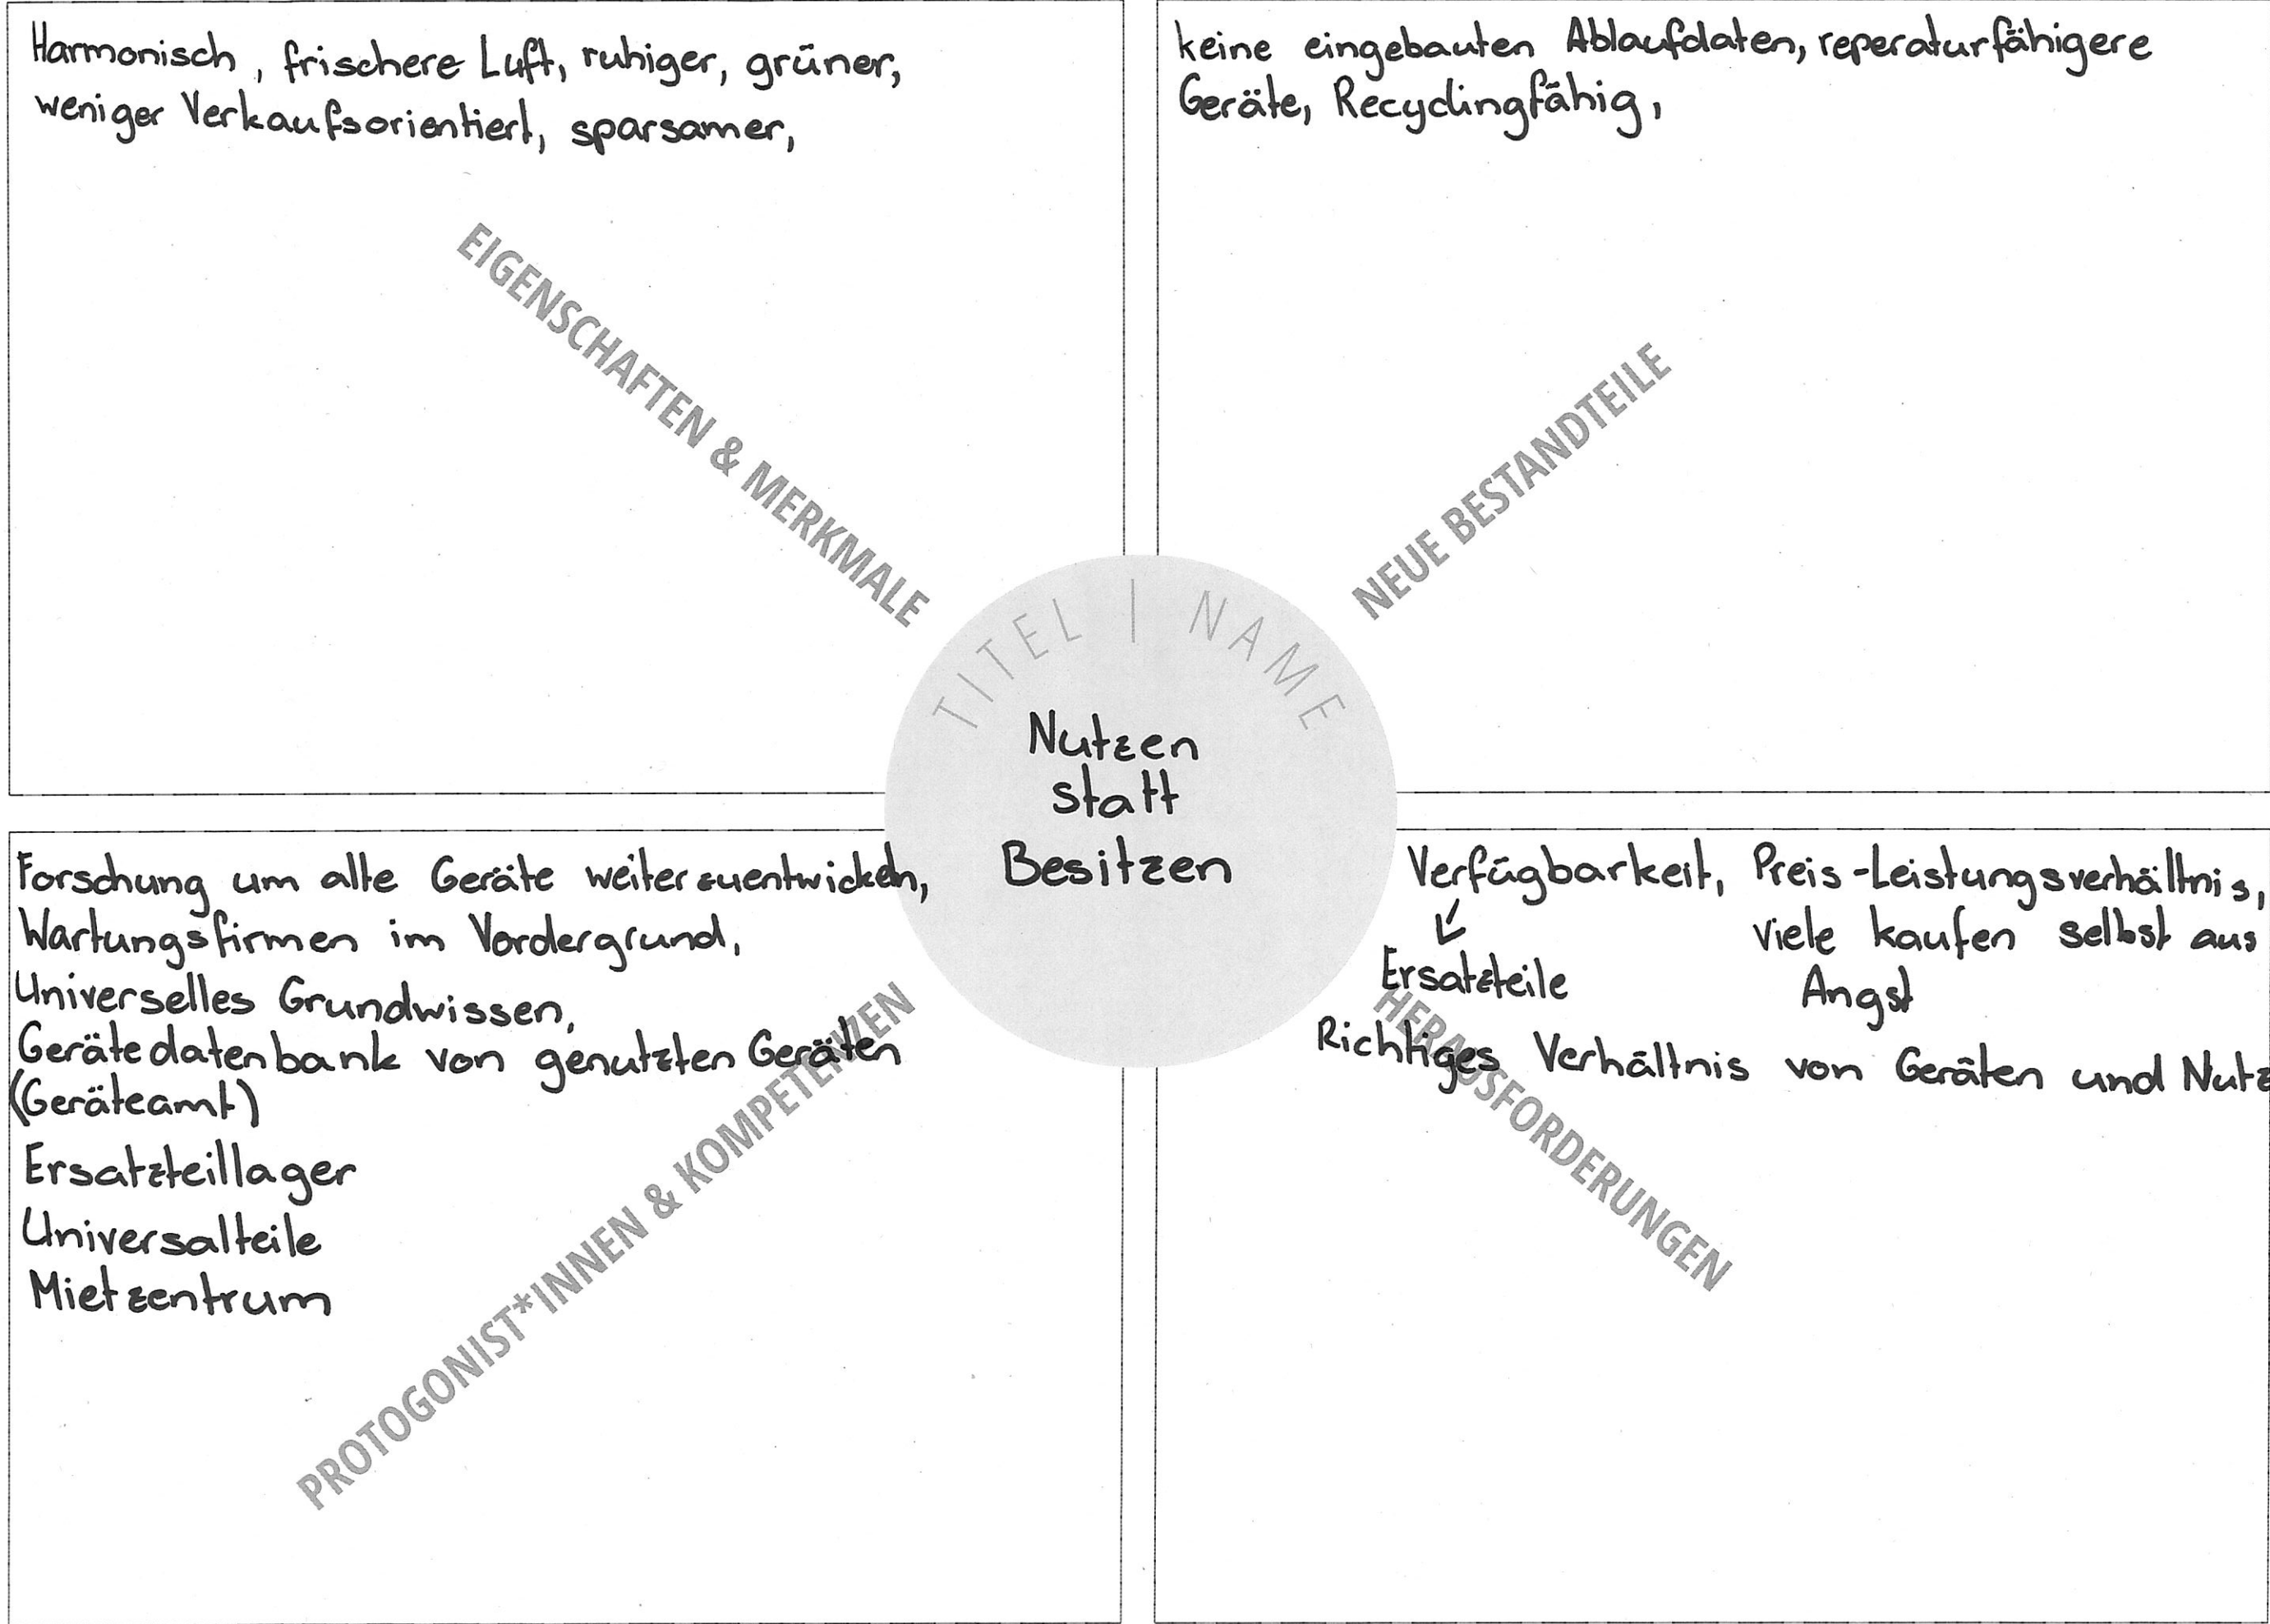 Harmonisch, frischere Luft, ruhiger, grüner,
weniger Verkaufsorientiert, sparsamer,
EIGENSCHAFTEN & MERKMALE
keine eingebauten Ablaufdaten, reperaturfähigere
Geräte, Recyclingfähig,
NEUE BESTANDTEILE
TITEL | NAME
Nutzen
statt
Besitzen
Forschung um alte Geräte weiterzuentwickeln,
Wartungsfirmen im Vordergrund,
Universelles Grundwissen,
Gerätedatenbank von genutzten Geräten
(Geräteamt)
Ersatzteillager
Universalteile
Mietzentrum
PROTOGONIST*INNEN & KOMPETENZEN
Verfügbarkeit, Preis-Leistungsverhältnis,
↙ viele kaufen selbst aus
Ersatzteile Angst
Richtiges Verhältnis von Geräten und Nutz
HERAUSFORDERUNGEN